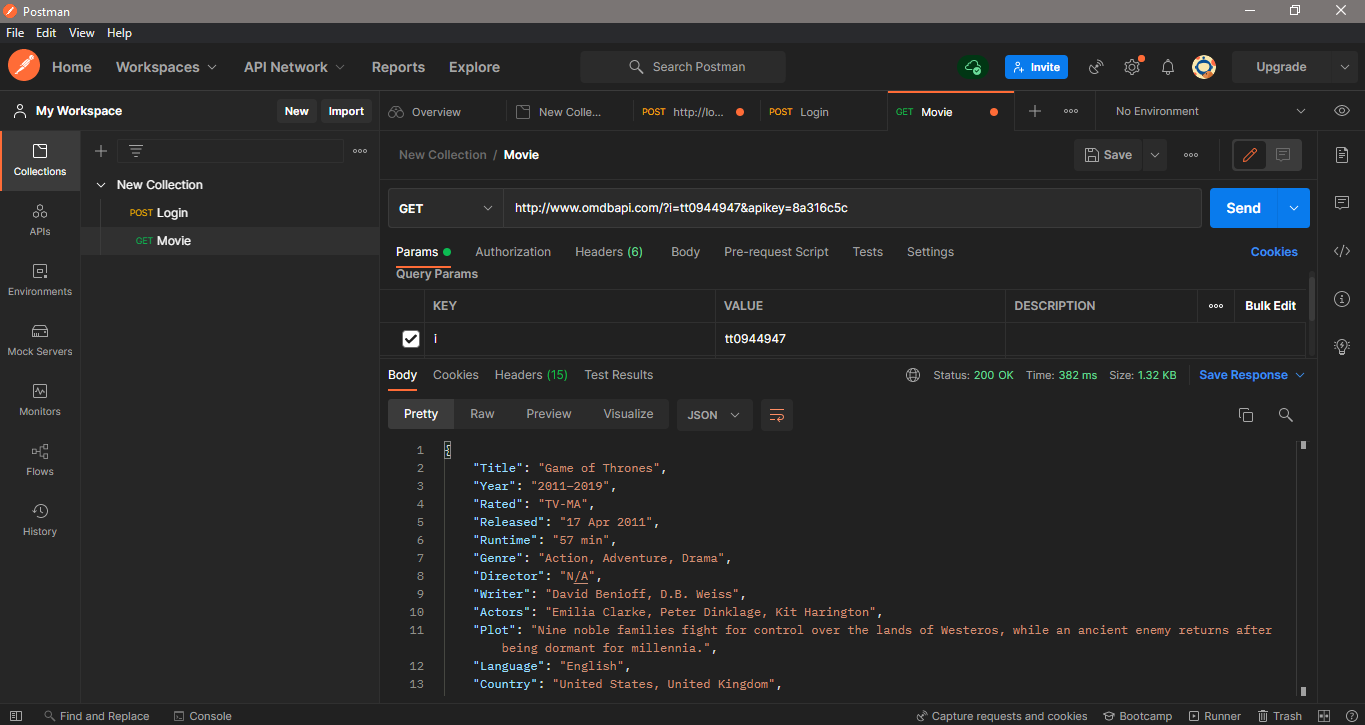 Postman
File Edit View Help
Home Workspaces API Network Reports Explore Search Postman Invite Upgrade
My Workspace New Import Overview New Colle... POST http://lo... POST Login GET Movie No Environment
Collections
APIs
Environments
Mock Servers
Monitors
Flows
History
New Collection
POST Login
GET Movie
New Collection / Movie Save
GET http://www.omdbapi.com/?i=tt0944947&apikey=8a316c5c Send
Params Authorization Headers (6) Body Pre-request Script Tests Settings Cookies
Query Params
KEY VALUE DESCRIPTION Bulk Edit
i tt0944947
Body Cookies Headers (15) Test Results Status: 200 OK Time: 382 ms Size: 1.32 KB Save Response
Pretty Raw Preview Visualize JSON
1 {
2 "Title": "Game of Thrones",
3 "Year": "2011–2019",
4 "Rated": "TV-MA",
5 "Released": "17 Apr 2011",
6 "Runtime": "57 min",
7 "Genre": "Action, Adventure, Drama",
8 "Director": "N/A",
9 "Writer": "David Benioff, D.B. Weiss",
10 "Actors": "Emilia Clarke, Peter Dinklage, Kit Harington",
11 "Plot": "Nine noble families fight for control over the lands of Westeros, while an ancient enemy returns after
being dormant for millennia.",
12 "Language": "English",
13 "Country": "United States, United Kingdom",
Find and Replace Console Capture requests and cookies Bootcamp Runner Trash